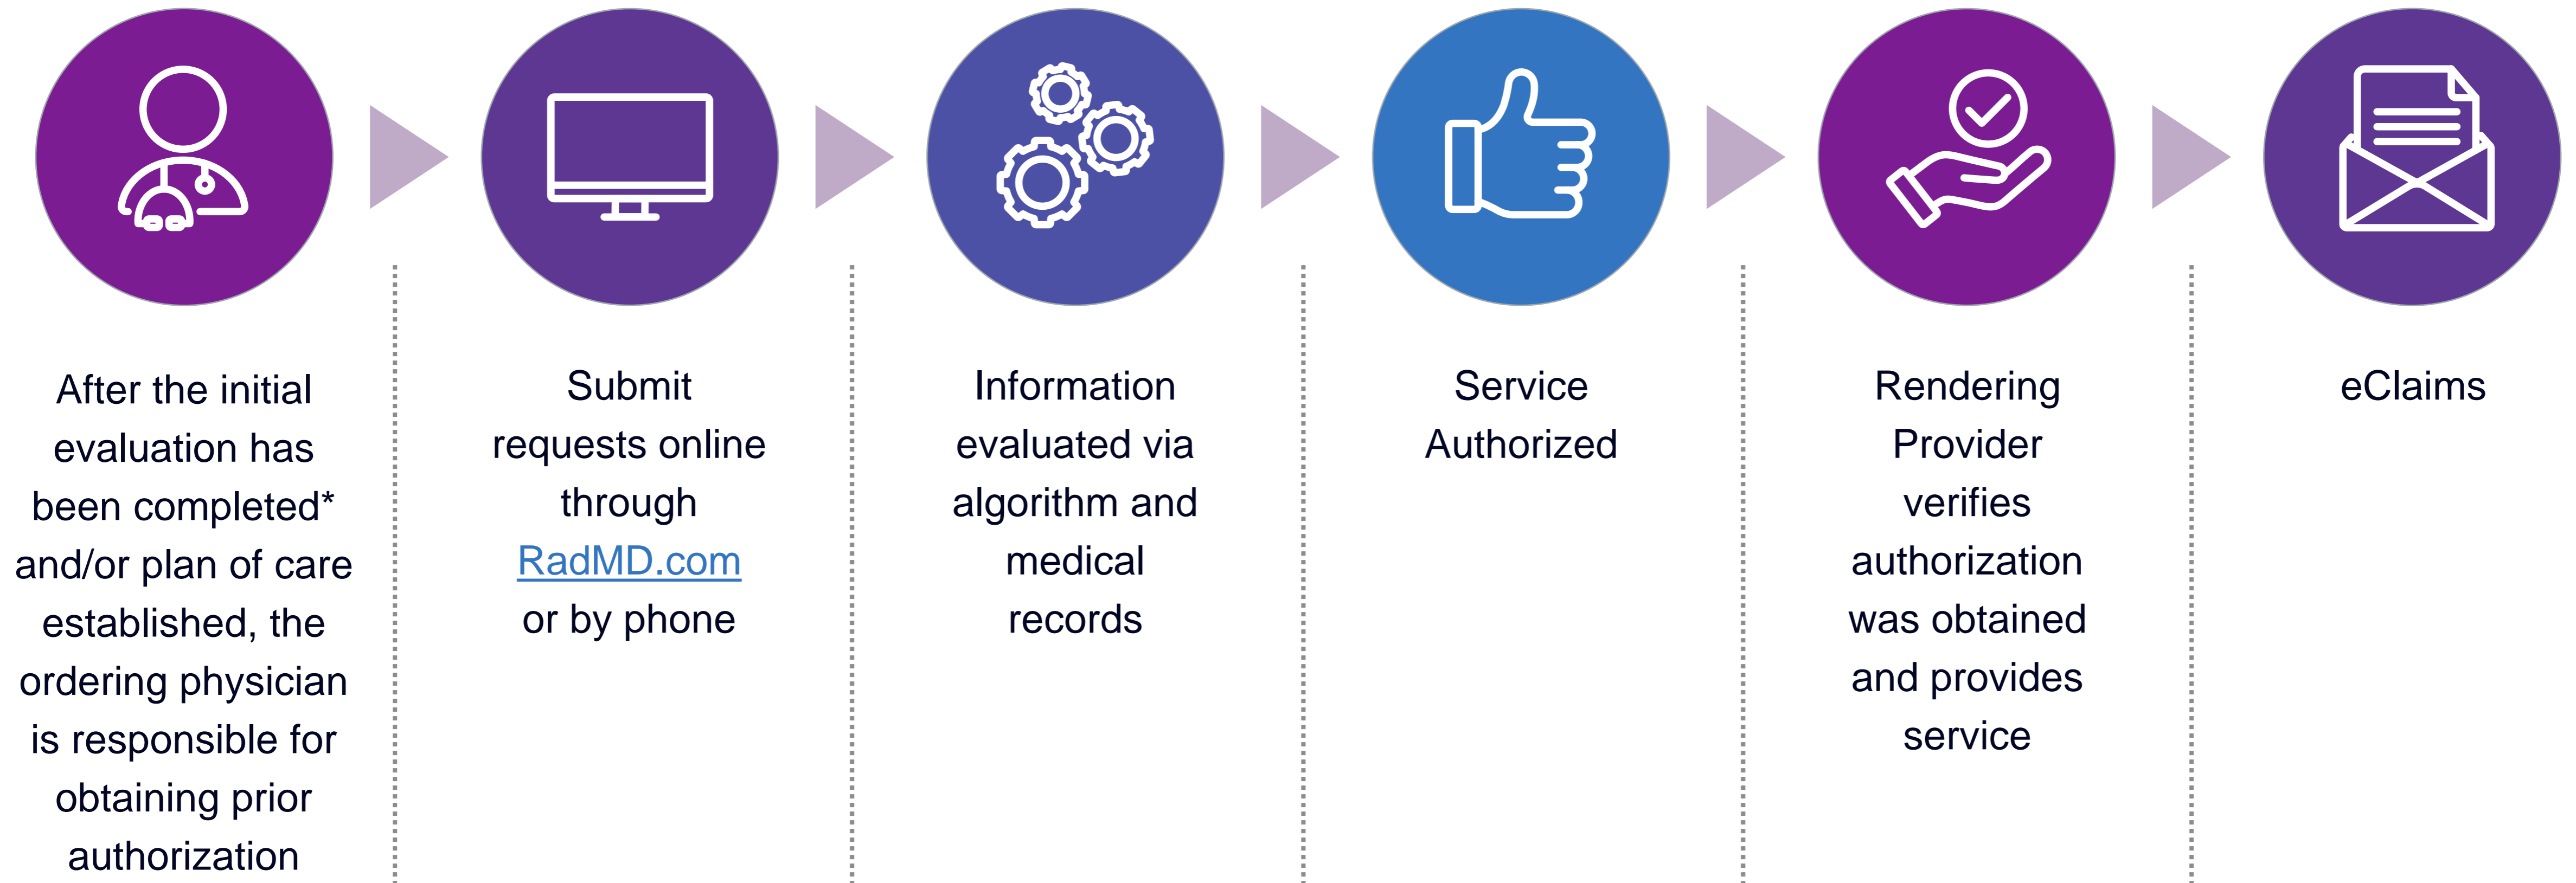 After the initial
evaluation has
been completed*
and/or plan of care
established, the
ordering physician
is responsible for
obtaining prior
authorization
Submit
requests online
through
RadMD.com
or by phone
Information
evaluated via
algorithm and
medical
records
Service
Authorized
Rendering
Provider
verifies
authorization
was obtained
and provides
service
eClaims